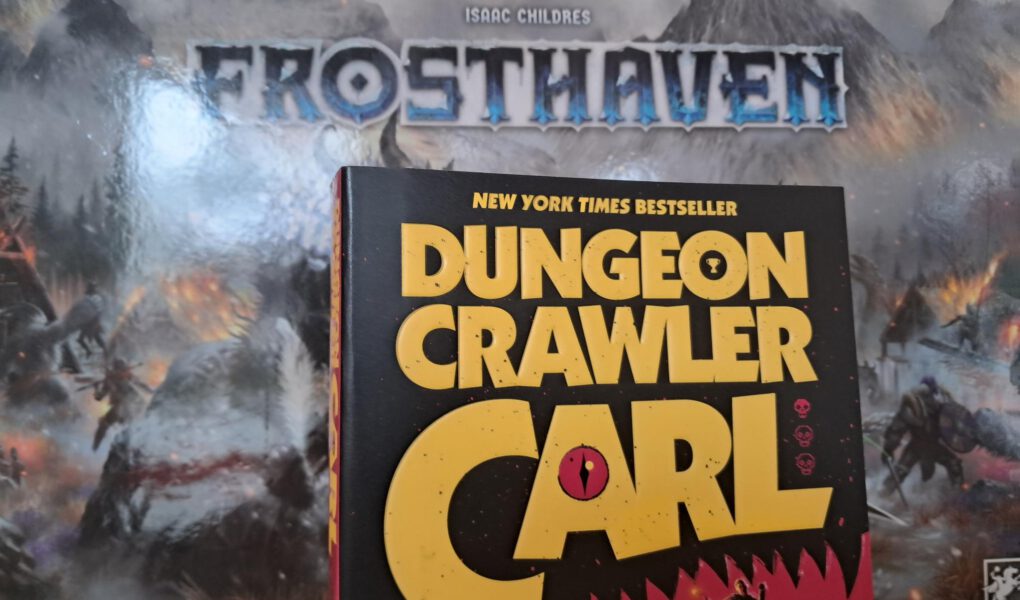 ISAAC CHILDRES
FROSTHAVEN
NEW YORK TIMES BESTSELLER
DUNGEON
CRAWLER
CARL